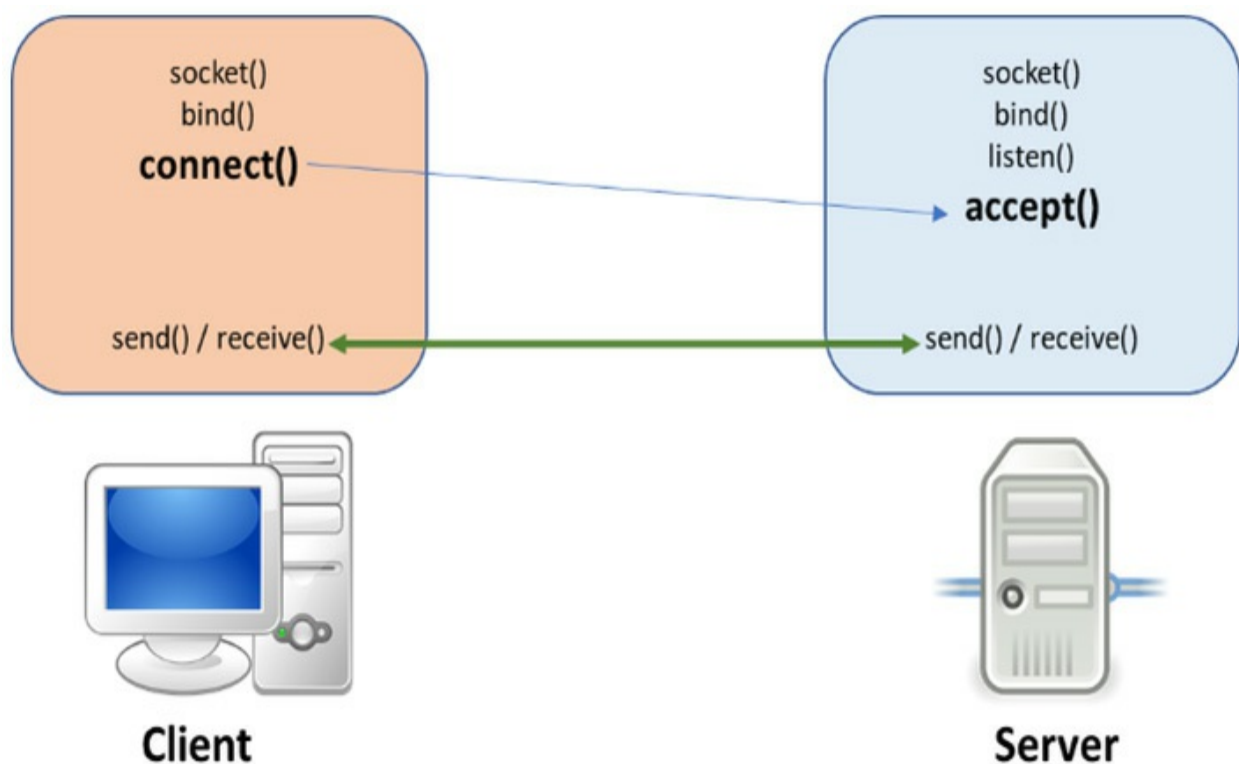 socket()
bind()
connect()
send() / receive()
socket()
bind()
listen()
accept()
send() / receive()
Client
Server